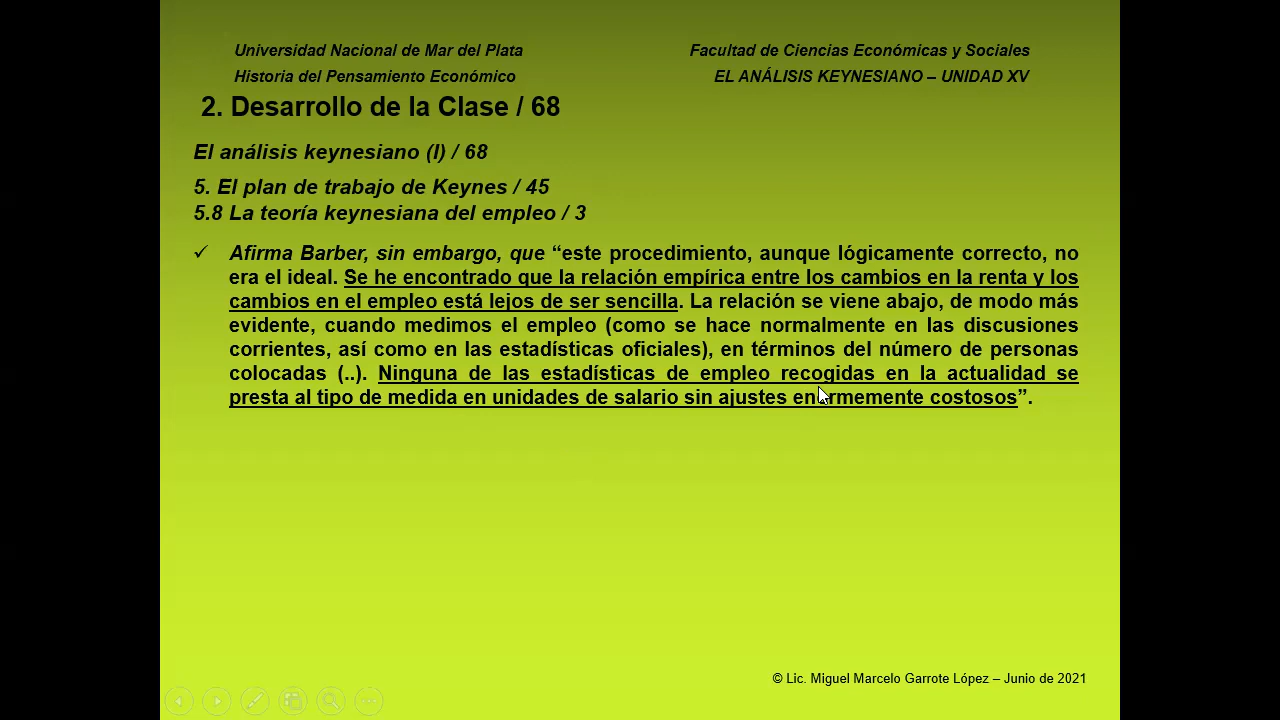 Universidad Nacional de Mar del Plata
Facultad de Ciencias Económicas y Sociales
Historia del Pensamiento Económico
EL ANÁLISIS KEYNESIANO – UNIDAD XV
2. Desarrollo de la Clase / 68
El análisis keynesiano (I) / 68
5. El plan de trabajo de Keynes / 45
5.8 La teoría keynesiana del empleo / 3
✓ Afirma Barber, sin embargo, que “este procedimiento, aunque lógicamente correcto, no
era el ideal. Se he encontrado que la relación empírica entre los cambios en la renta y los
cambios en el empleo está lejos de ser sencilla. La relación se viene abajo, de modo más
evidente, cuando medimos el empleo (como se hace normalmente en las discusiones
corrientes, así como en las estadísticas oficiales), en términos del número de personas
colocadas (..). Ninguna de las estadísticas de empleo recogidas en la actualidad se
presta al tipo de medida en unidades de salario sin ajustes enormemente costosos”.
© Lic. Miguel Marcelo Garrote López – Junio de 2021